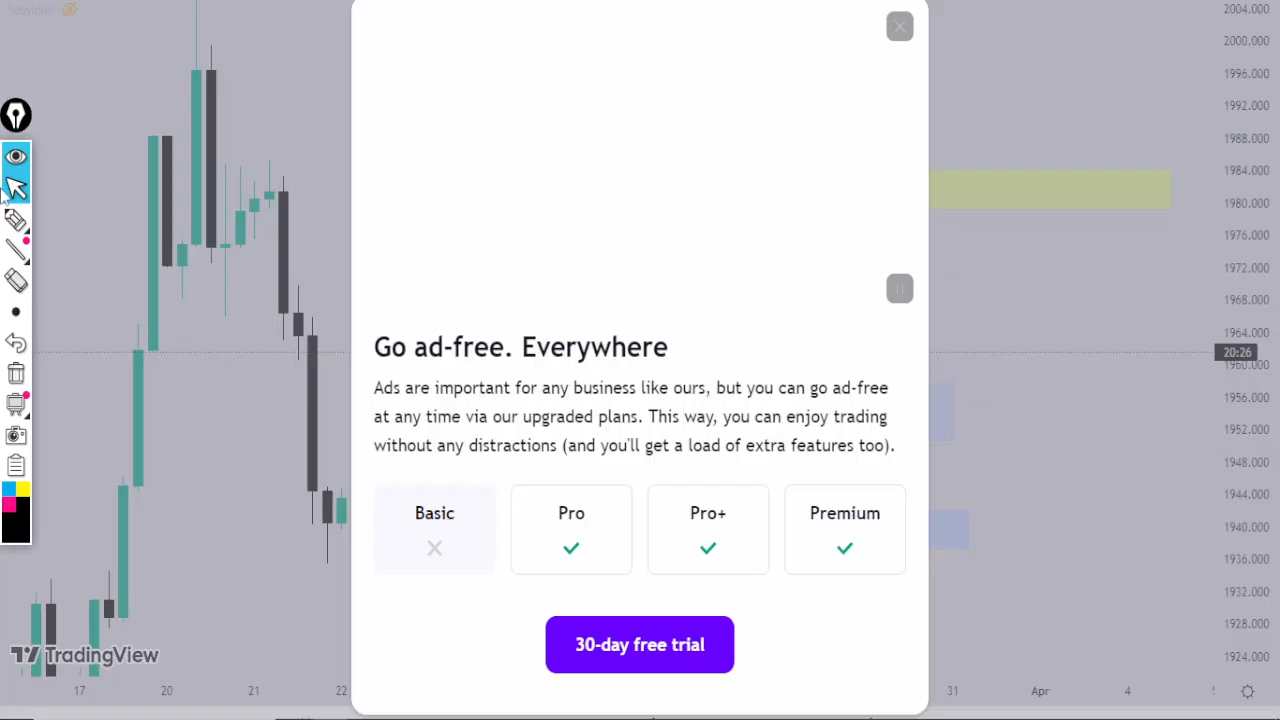 Sessions
2004.000
2000.000
1996.000
1992.000
1988.000
1984.000
1980.000
1976.000
1972.000
1968.000
1964.000
20:26
1960.000
1956.000
1952.000
1948.000
1944.000
1940.000
1936.000
1932.000
1928.000
1924.000
Go ad-free. Everywhere
Ads are important for any business like ours, but you can go ad-free
at any time via our upgraded plans. This way, you can enjoy trading
without any distractions (and you'll get a load of extra features too).
Basic Pro Pro+ Premium
30-day free trial
TradingView
17 20 21 22 31 Apr 4